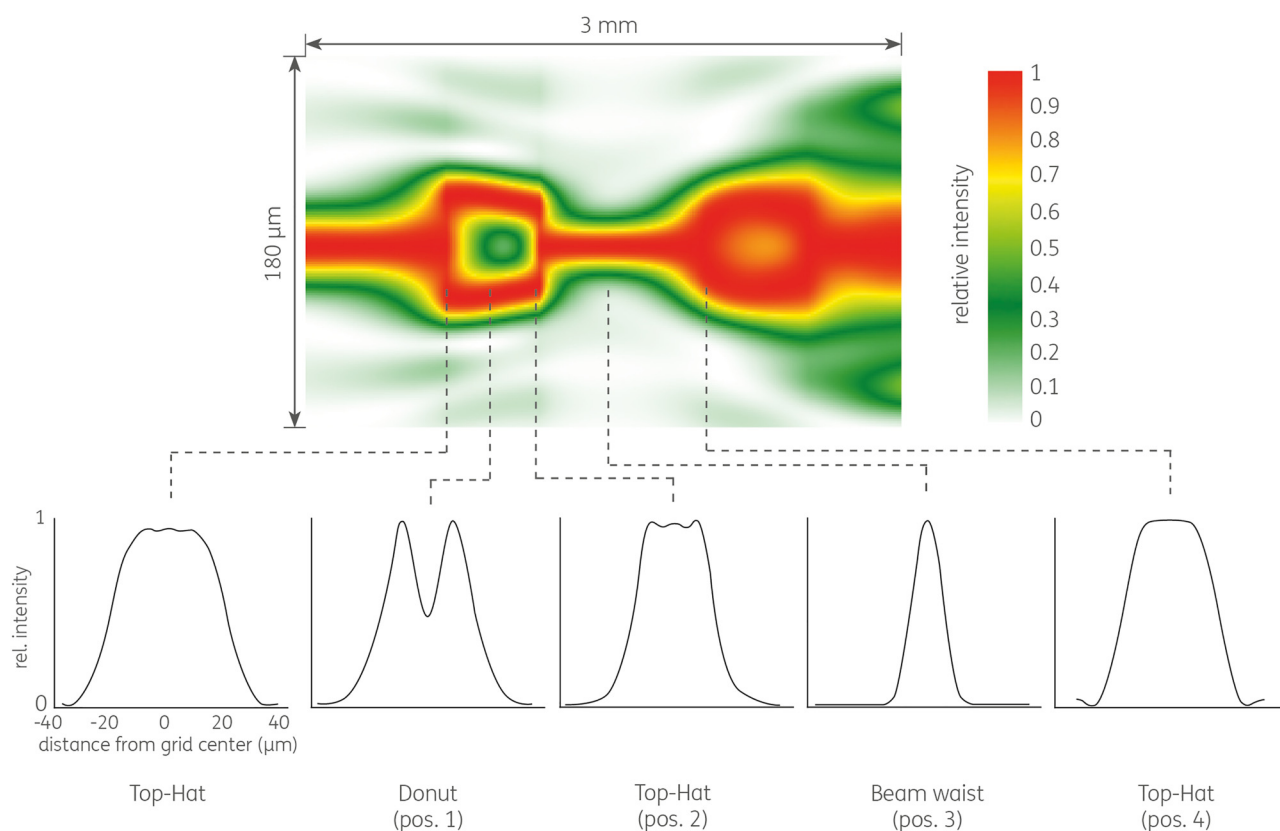 3 mm
180 µm
relative intensity
1
0.9
0.8
0.7
0.6
0.5
0.4
0.3
0.2
0.1
0
rel. intensity
1
0
-40 -20 0 20 40
distance from grid center (µm)
Top-Hat
Donut
(pos. 1)
Top-Hat
(pos. 2)
Beam waist
(pos. 3)
Top-Hat
(pos. 4)